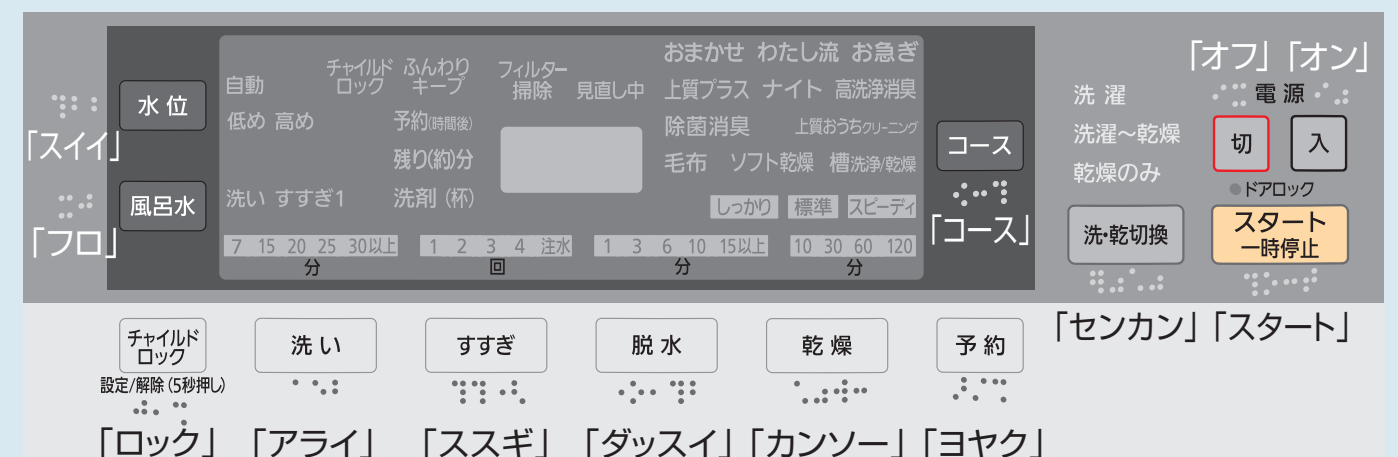 「オフ」「オン」
電源
切 入
ドアロック
洗濯
洗濯～乾燥
乾燥のみ
洗・乾切換
スタート
一時停止
「センカン」「スタート」
水位
「スイイ」
風呂水
「フロ」
自動
チャイルド
ロック
ふんわり
キープ
フィルター
掃除
見直し中
おまかせ わたし流 お急ぎ
上質プラス ナイト 高洗浄消臭
低め 高め
予約(時間後)
除菌消臭 上質おうちクリーニング
残り(約)分
毛布 ソフト乾燥 槽洗浄/乾燥
洗い すすぎ1
洗剤 (杯)
しっかり 標準 スピーディ
7 15 20 25 30以上
分
1 2 3 4 注水
回
1 3 6 10 15以上
分
10 30 60 120
分
コース
「コース」
チャイルド
ロック
設定/解除(5秒押し)
「ロック」
洗い
「アライ」
すすぎ
「ススギ」
脱水
「ダッスイ」
乾燥
「カンソー」
予約
「ヨヤク」